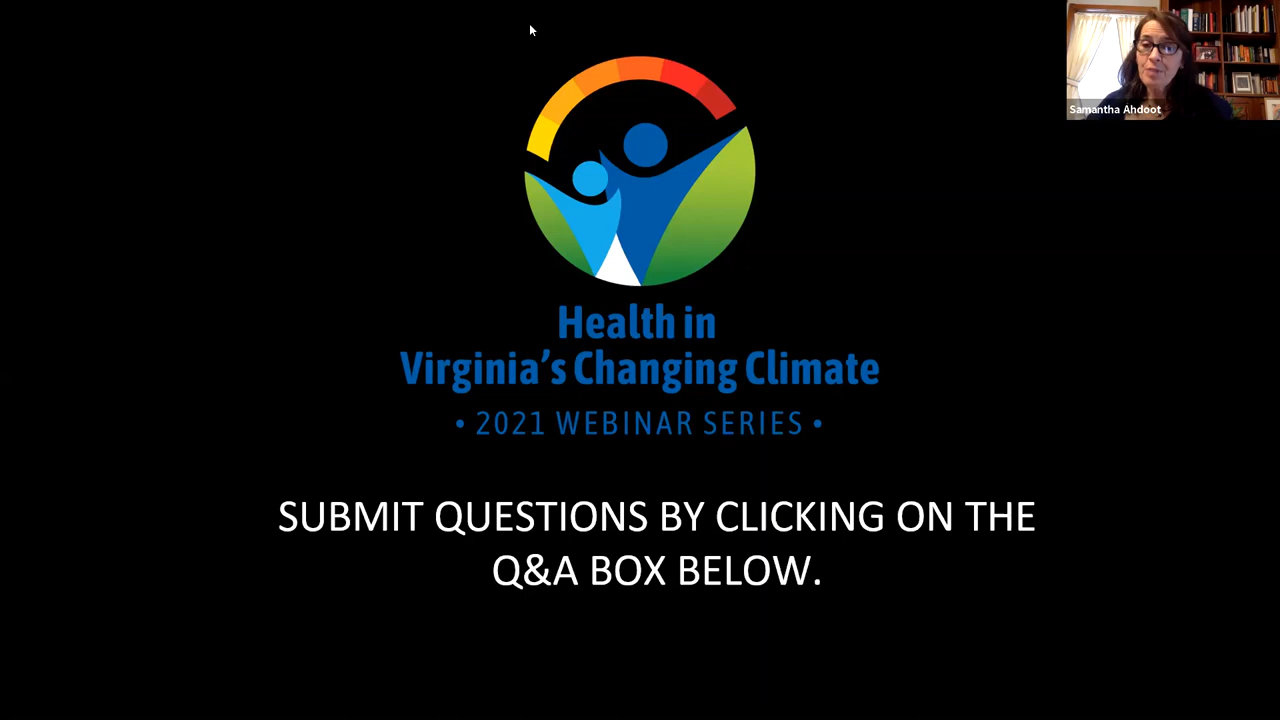 Samantha Ahdoot
Health in
Virginia's Changing Climate
• 2021 WEBINAR SERIES •
SUBMIT QUESTIONS BY CLICKING ON THE
Q&A BOX BELOW.